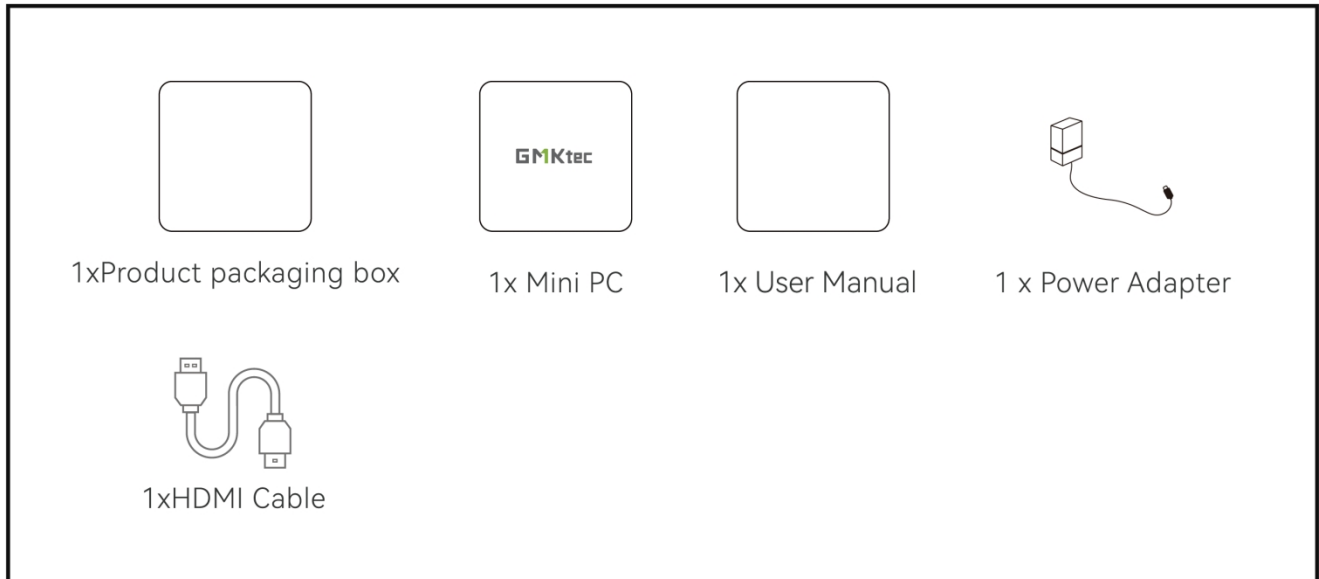 GMKtec
1xProduct packaging box
1x Mini PC
1x User Manual
1 x Power Adapter
1xHDMI Cable